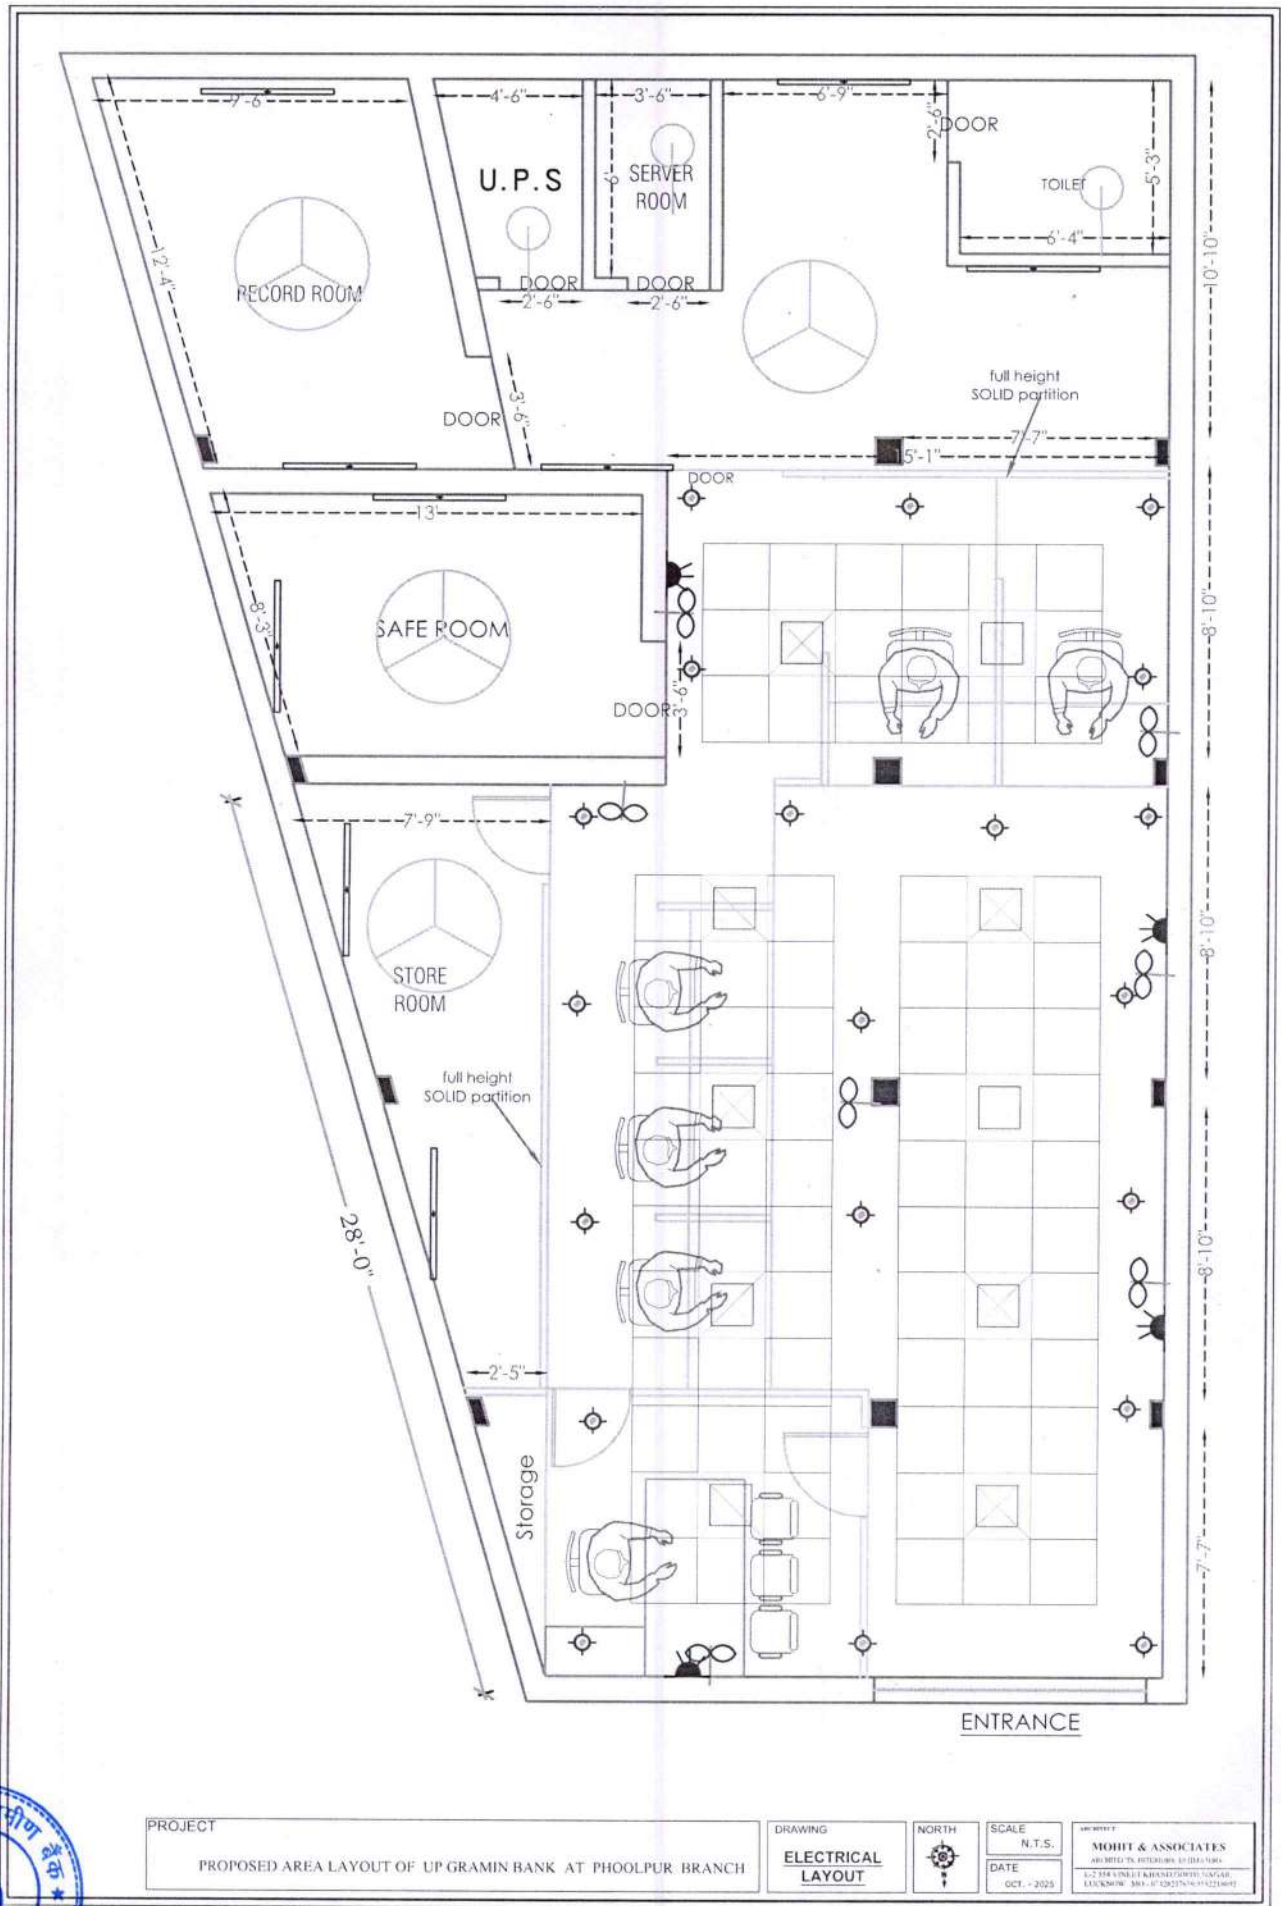 9'-6"
4'-6"
3'-6"
6'-9"
2'-6"
DOOR
5'-3"
U.P.S
SERVER
ROOM
6'
TOILET
6'-4"
12'-4"
10'-10"
RECORD ROOM
DOOR
DOOR
2'-6"
2'-6"
full height
SOLID partition
3'-6"
DOOR
7'-7"
15'-1"
DOOR
13'
8'-3"
SAFE ROOM
8'-10"
DOOR
3'-6"
7'-9"
STORE
ROOM
8'-10"
full height
SOLID partition
28'-0"
8'-10"
2'-5"
Storage
7'-7"
ENTRANCE
PROJECT
PROPOSED AREA LAYOUT OF UP GRAMIN BANK AT PHOOLPUR BRANCH
DRAWING
ELECTRICAL
LAYOUT
NORTH
N
SCALE
N.T.S.
DATE
OCT. - 2025
ARCHITECT
MOHIT & ASSOCIATES
बैंक